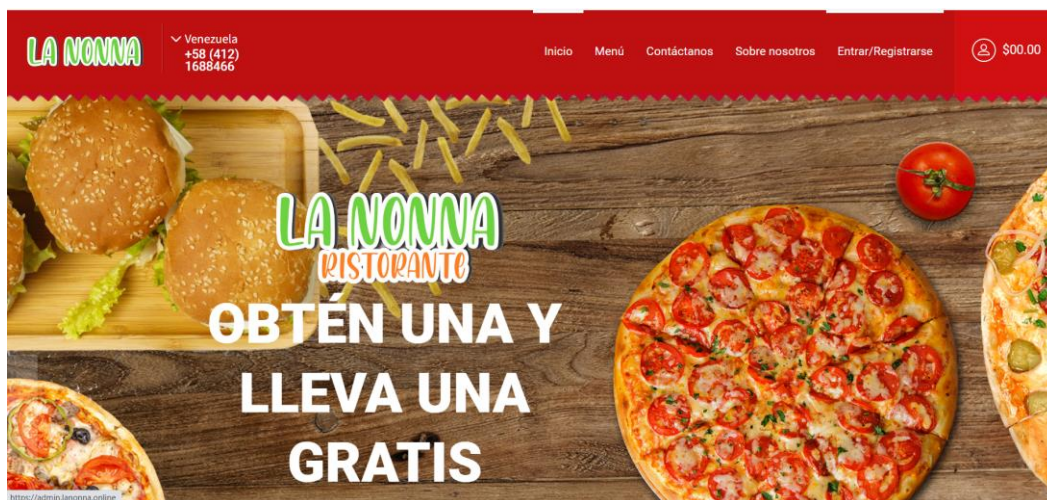 LA NONNA
Venezuela
+58 (412)
1688466
Inicio Menú Contáctanos Sobre nosotros Entrar/Registrarse
$00.00
LA NONNA
RISTORANTE
OBTÉN UNA Y
LLEVA UNA
GRATIS
https://admin.lanonna.online